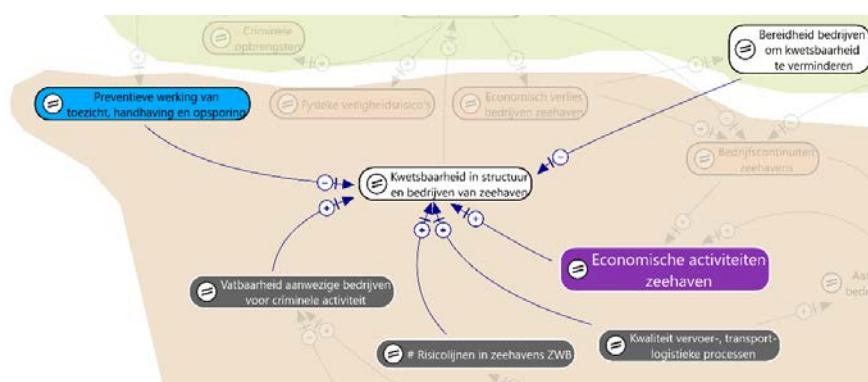 Criminele
opbrengsten
Bereidheid bedrijven
om kwetsbaarheid
te verminderen
Preventieve werking van
toezicht, handhaving en opsporing
Fysieke veiligheidsrisico's
Economisch verlies
bedrijven zeehaven
Bedrijfscontinuïteit
zeehavens
Kwetsbaarheid in structuur
en bedrijven van zeehaven
Economische activiteiten
zeehaven
Vatbaarheid aanwezige bedrijven
voor criminele activiteit
# Risicolijnen in zeehavens ZWB
Kwaliteit vervoer-, transport-
logistieke processen